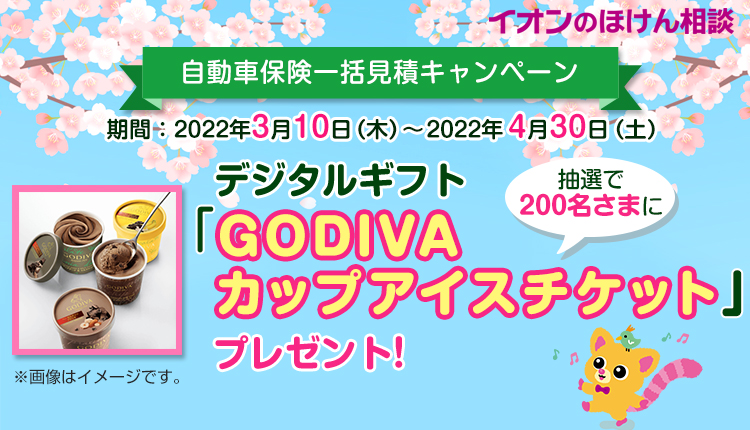 イオンのほけん相談
自動車保険一括見積キャンペーン
期間：2022年3月10日（木）～2022年4月30日（土）
デジタルギフト
抽選で
200名さまに
「GODIVA
カップアイスチケット」
プレゼント!
GODIVA
※画像はイメージです。